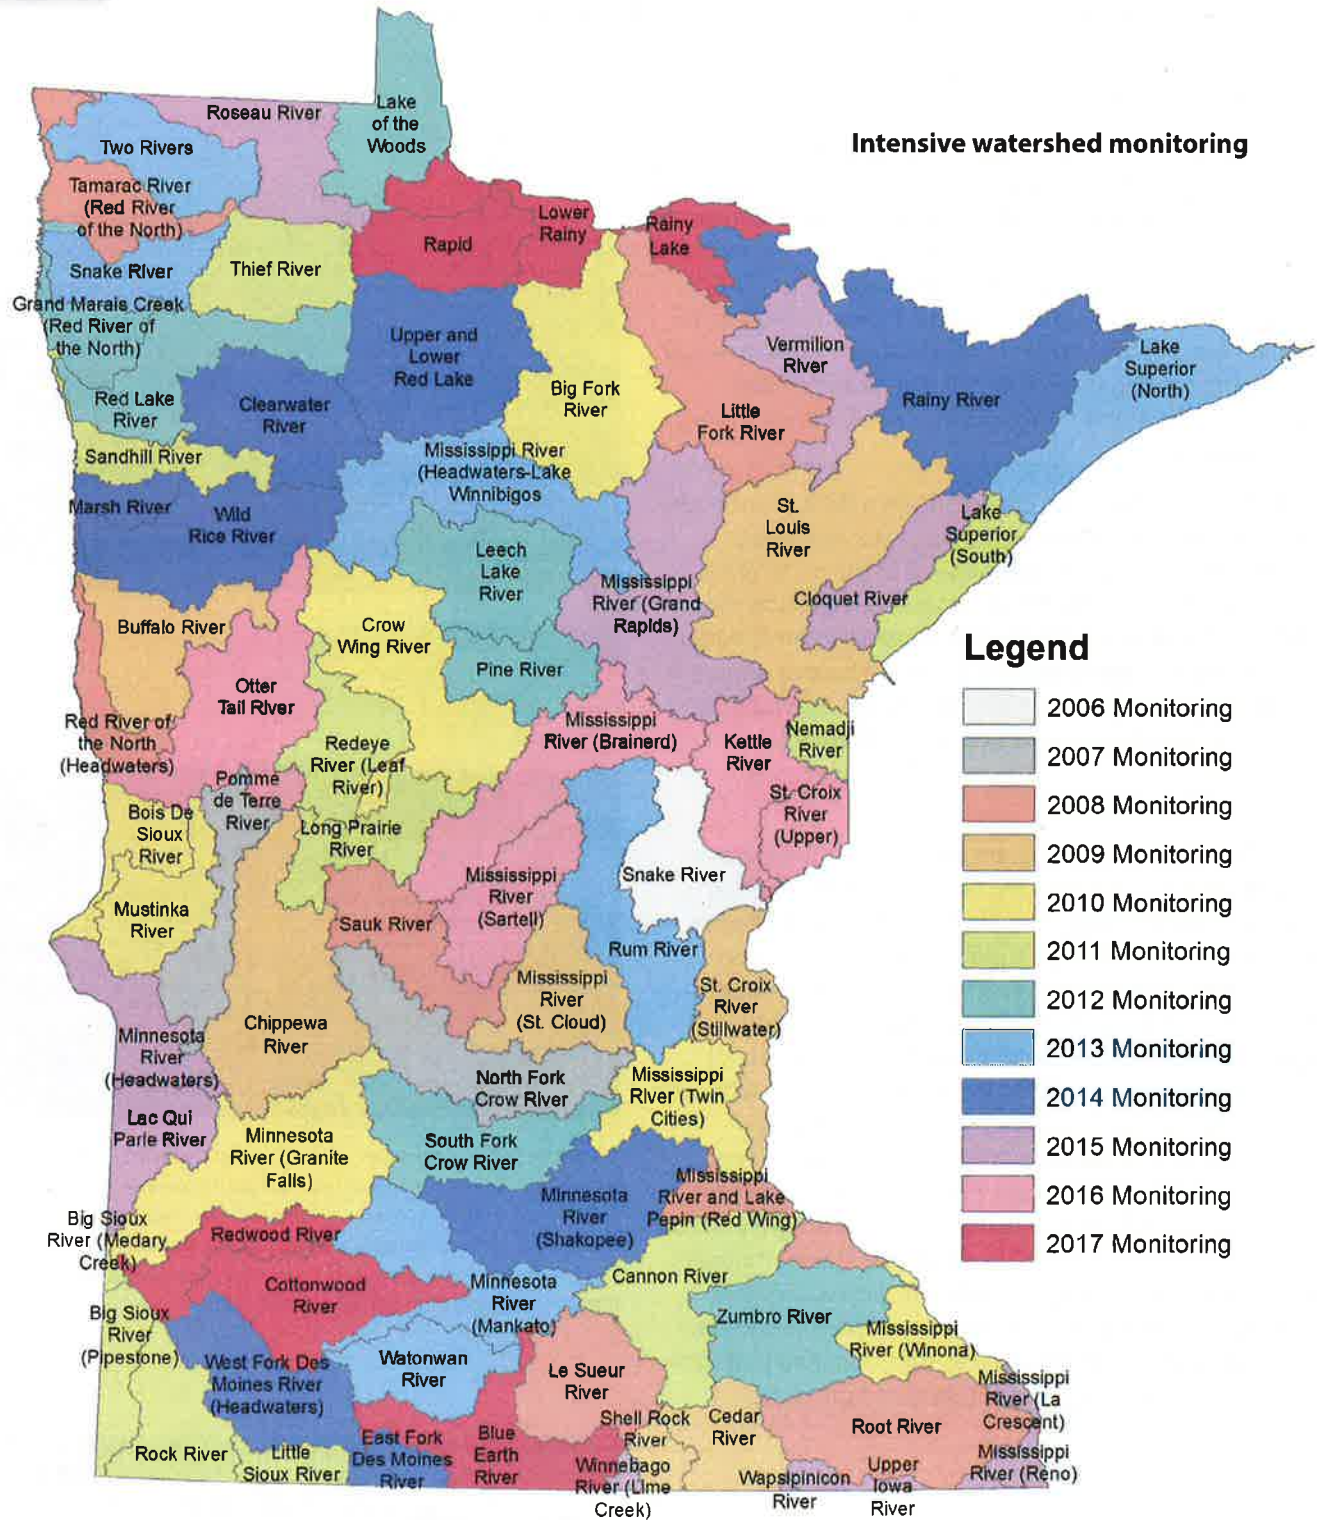 Intensive watershed monitoring
Roseau River
Lake
of the
Woods
Two Rivers
Tamarac River
(Red River
of the North)
Lower
Rainy
Rainy
Lake
Rapid
Snake River
Thief River
Grand Marais Creek
(Red River of
the North)
Upper and
Lower
Red Lake
Vermilion
River
Lake
Superior
(North)
Red Lake
River
Clearwater
River
Big Fork
River
Little
Fork River
Rainy River
Sandhill River
Mississippi River
(Headwaters-Lake
Winnibigos
Marsh River
Wild
Rice River
St.
Louis
River
Lake
Superior
(South)
Leech
Lake
River
Mississippi
River (Grand
Rapids)
Cloquet River
Buffalo River
Crow
Wing River
Pine River
Otter
Tail River
Red River of
the North
(Headwaters)
Redeye
River (Leaf
River)
Mississippi
River (Brainerd)
Kettle
River
Nemadji
River
Pomme
de Terre
River
St. Croix
River
(Upper)
Bois De
Sioux
River
Long Prairie
River
Mustinka
River
Sauk River
Mississippi
River
(Sartell)
Snake River
Rum River
Mississippi
River
(St. Cloud)
St. Croix
River
(Stillwater)
Chippewa
River
Minnesota
River
(Headwaters)
North Fork
Crow River
Mississippi
River (Twin
Cities)
Lac Qui
Parle River
Minnesota
River (Granite
Falls)
South Fork
Crow River
Minnesota
River
(Shakopee)
Mississippi
River and Lake
Pepin (Red Wing)
Big Sioux
River (Medary
Creek)
Redwood River
Cottonwood
River
Minnesota
River
(Mankato)
Cannon River
Zumbro River
Big Sioux
River
(Pipestone)
Mississippi
River (Winona)
West Fork Des
Moines River
(Headwaters)
Watonwan
River
Le Sueur
River
Mississippi
River (La
Crescent)
Shell Rock
River
Cedar
River
Root River
Rock River
Little
Sioux River
East Fork
Des Moines
River
Blue
Earth
River
Winnebago
River (Lime
Creek)
Wapsipinicon
River
Upper
Iowa
River
Mississippi
River (Reno)
Legend
2006 Monitoring
2007 Monitoring
2008 Monitoring
2009 Monitoring
2010 Monitoring
2011 Monitoring
2012 Monitoring
2013 Monitoring
2014 Monitoring
2015 Monitoring
2016 Monitoring
2017 Monitoring